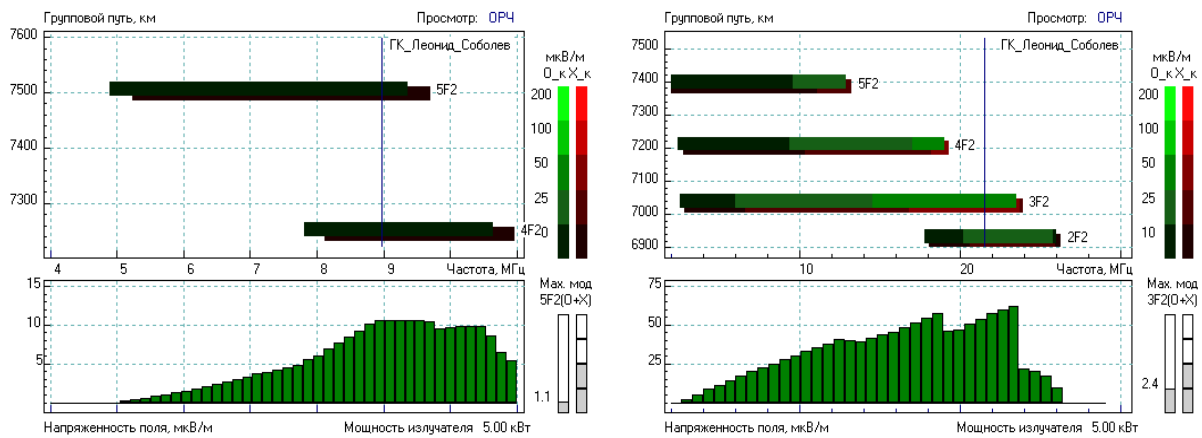 Групповой путь, км Просмотр: ОРЧ
7600
ГК_Леонид_Соболев
мкВ/м
О_к Х_к
5F2
200
7500
100
7400
50
25
7300
4F2
10
4 5 6 7 8 9 Частота, МГц
15
Мах. мод
5F2(О+Х)
10
5
1.1
Напряженность поля, мкВ/м Мощность излучателя 5.00 кВт
Групповой путь, км Просмотр: ОРЧ
7500
ГК_Леонид_Соболев
мкВ/м
О_к Х_к
7400
5F2
200
7300
100
7200
4F2
50
7100
25
3F2
7000
10
2F2
6900
10 20 Частота, МГц
75
Мах. мод
3F2(О+Х)
50
25
2.4
Напряженность поля, мкВ/м Мощность излучателя 5.00 кВт